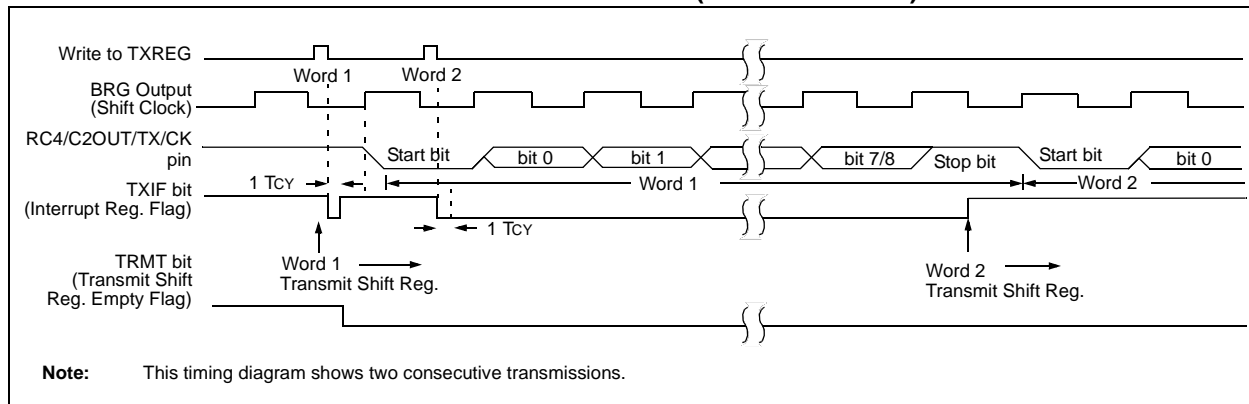 Write to TXREG
Word 1
Word 2
BRG Output
(Shift Clock)
RC4/C2OUT/TX/CK
pin
Start bit
bit 0
bit 1
bit 7/8
Stop bit
Start bit
bit 0
1 TCY
Word 1
Word 2
TXIF bit
(Interrupt Reg. Flag)
1 TCY
TRMT bit
(Transmit Shift
Reg. Empty Flag)
Word 1
Transmit Shift Reg.
Word 2
Transmit Shift Reg.
Note: This timing diagram shows two consecutive transmissions.